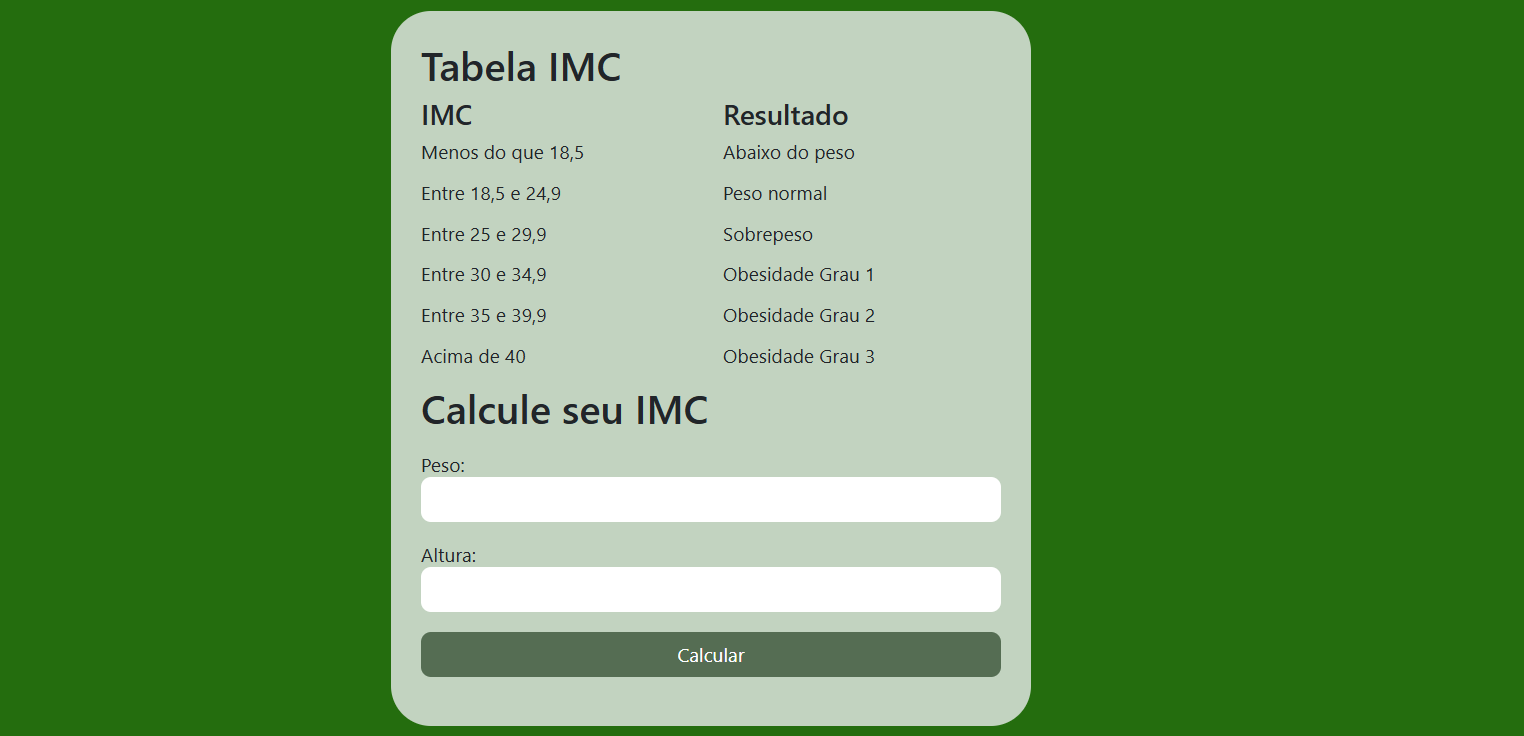 Tabela IMC
IMC Resultado
Menos do que 18,5 Abaixo do peso
Entre 18,5 e 24,9 Peso normal
Entre 25 e 29,9 Sobrepeso
Entre 30 e 34,9 Obesidade Grau 1
Entre 35 e 39,9 Obesidade Grau 2
Acima de 40 Obesidade Grau 3
Calcule seu IMC
Peso:
Altura:
Calcular